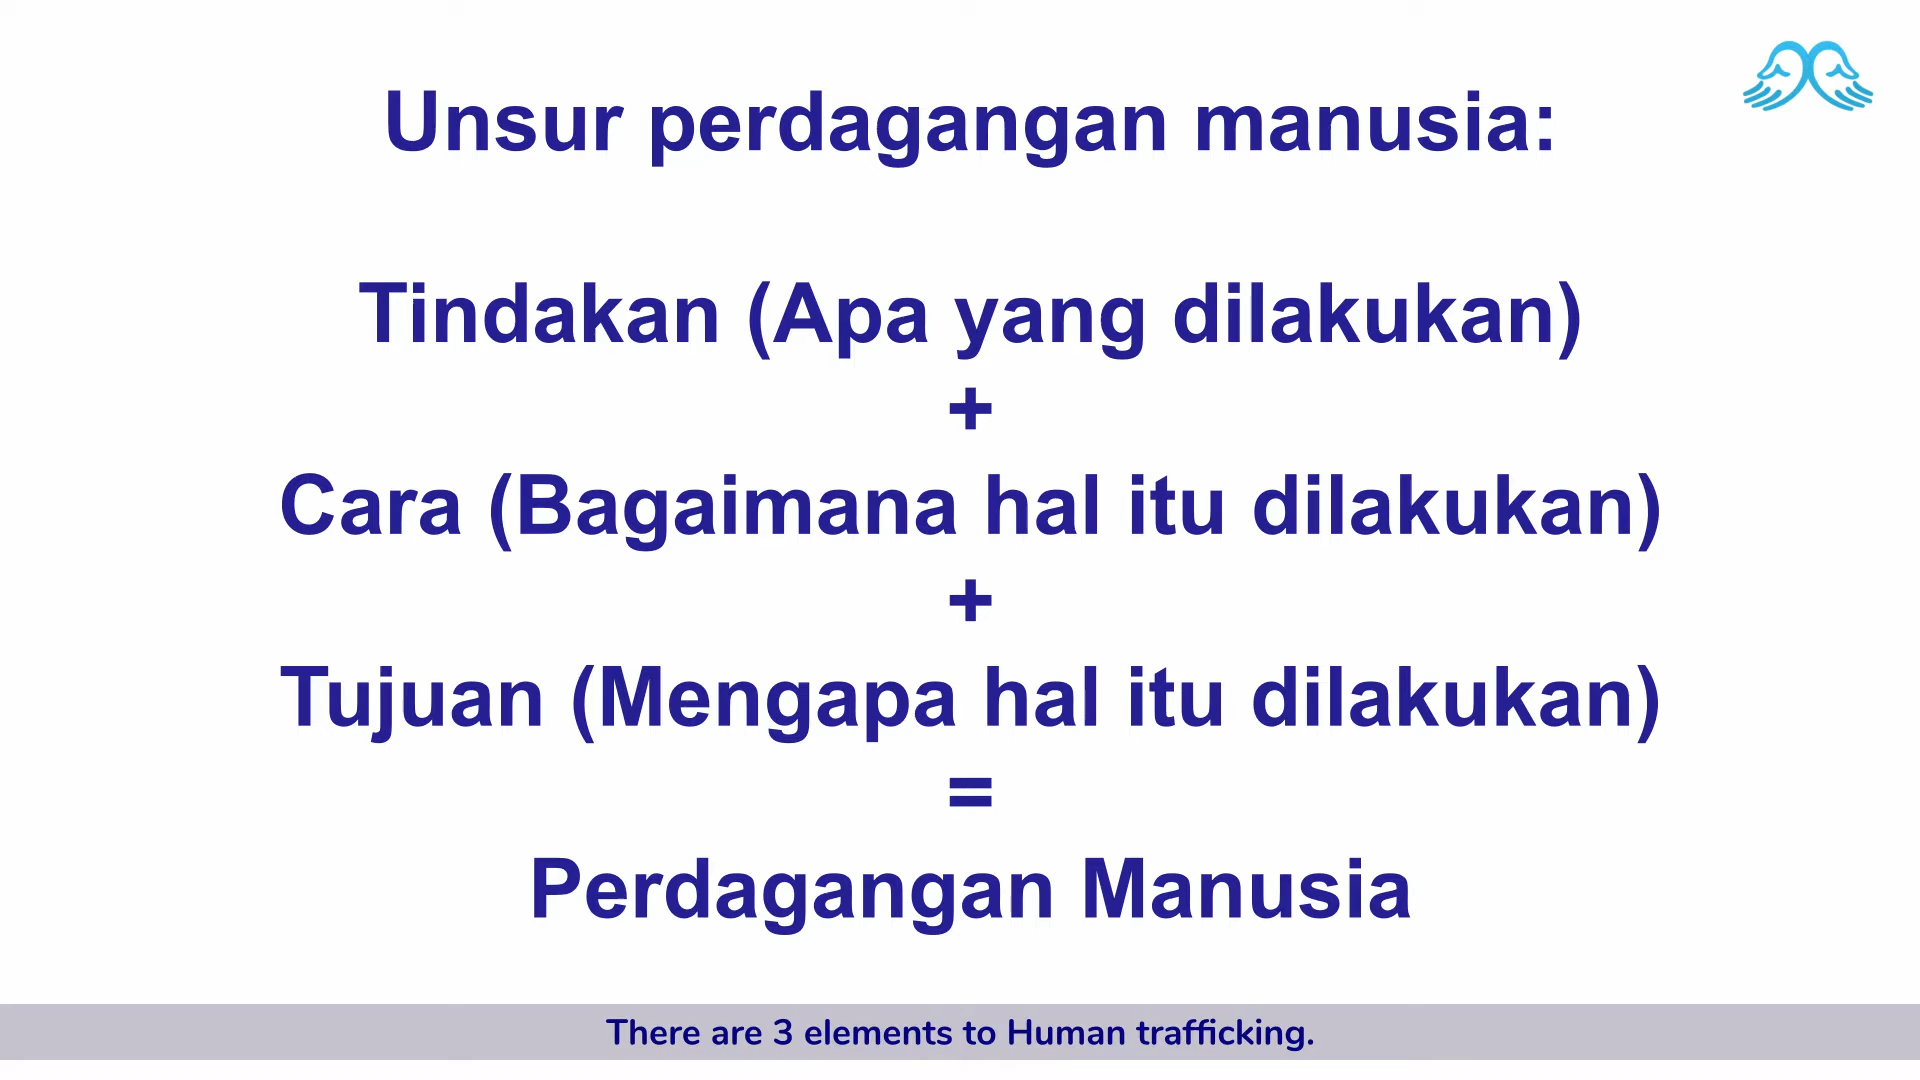 Unsur perdagangan manusia:
Tindakan (Apa yang dilakukan)
+
Cara (Bagaimana hal itu dilakukan)
+
Tujuan (Mengapa hal itu dilakukan)
=
Perdagangan Manusia
There are 3 elements to Human trafficking.